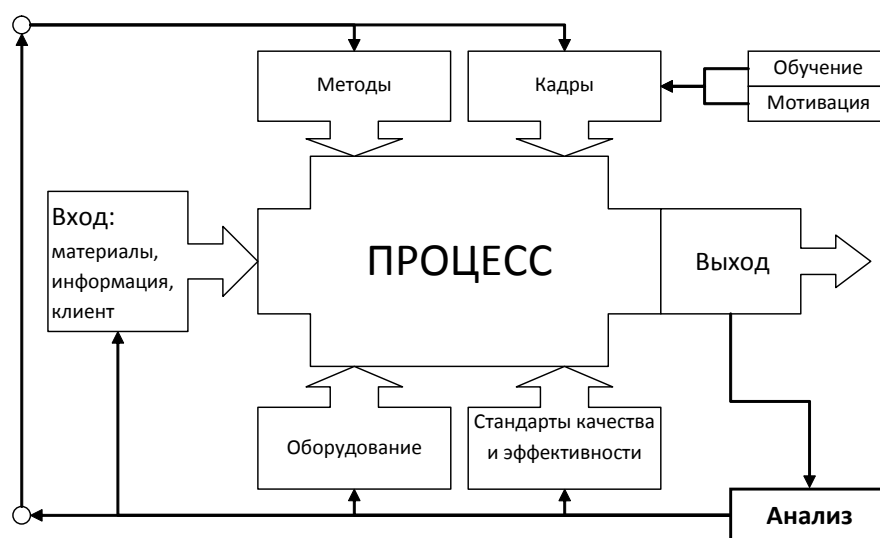 Методы
Кадры
Обучение
Мотивация
Вход:
материалы,
информация,
клиент
ПРОЦЕСС
Выход
Оборудование
Стандарты качества
и эффективности
Анализ